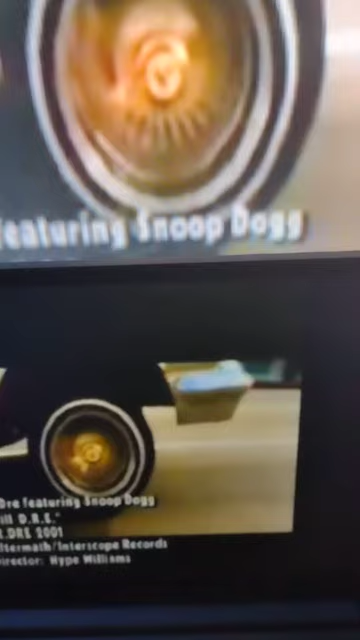 featuring Snoop Dogg
Dre featuring Snoop Dogg
ill D.R.E."
.DRE 2001
ftermath/Interscope Records
irector: Hype Williams